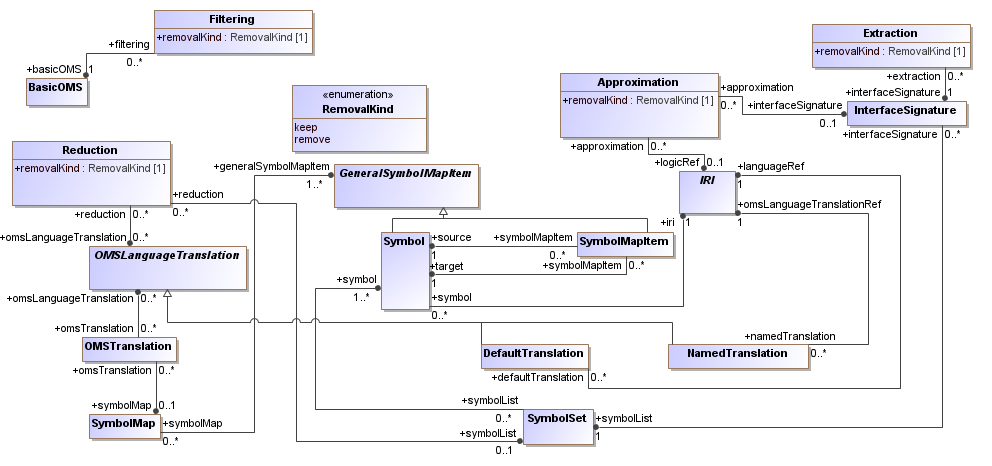 Filtering
+removalKind : RemovalKind [1]
+filtering
0..*
+basicOMS
1
BasicOMS
Extraction
+removalKind : RemovalKind [1]
+extraction
0..*
+interfaceSignature
1
InterfaceSignature
+interfaceSignature
0..*
«enumeration»
RemovalKind
keep
remove
Approximation
+removalKind : RemovalKind [1]
+approximation
0..*
+interfaceSignature
0..1
+approximation
0..*
+logicRef
0..1
Reduction
+removalKind : RemovalKind [1]
+reduction
0..*
+reduction
0..*
+generalSymbolMapItem
1..*
GeneralSymbolMapItem
IRI
+languageRef
1
+omsLanguageTranslationRef
1
+iri
1
+omsLanguageTranslation
0..*
OMSLanguageTranslation
Symbol
+source
1
+symbolMapItem
0..*
SymbolMapItem
+target
1
+symbolMapItem
0..*
+symbol
1..*
+symbol
0..*
+omsLanguageTranslation
0..*
+omsTranslation
0..*
OMSTranslation
+omsTranslation
0..*
DefaultTranslation
+defaultTranslation
0..*
NamedTranslation
+namedTranslation
0..*
+symbolMap
0..1
SymbolMap
+symbolMap
0..*
+symbolList
0..*
SymbolSet
+symbolList
1
+symbolList
0..1